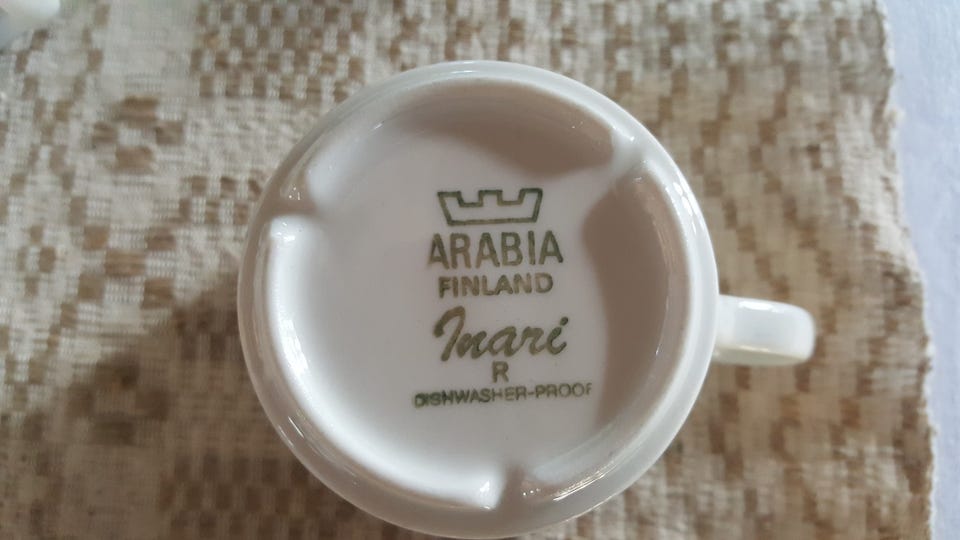 ARABIA
FINLAND
Inari
R
DISHWASHER-PROOF